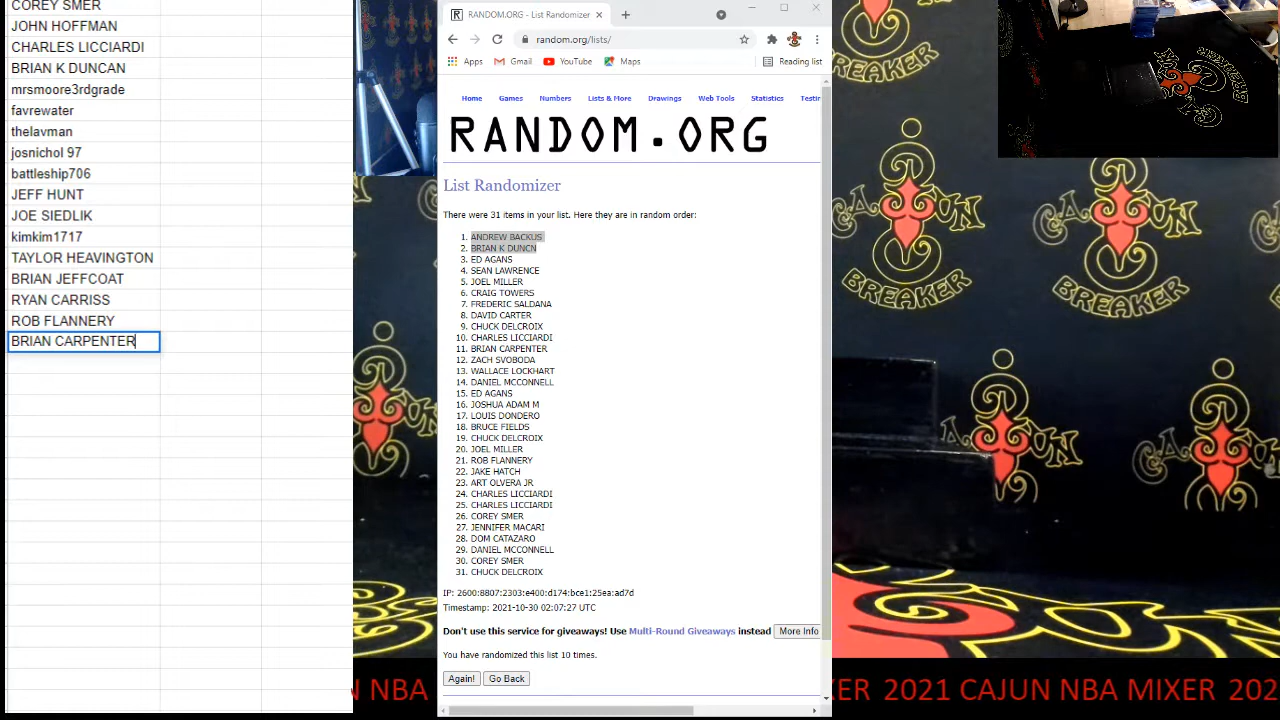 COREY SMER
JOHN HOFFMAN
CHARLES LICCIARDI
BRIAN K DUNCAN
mrsmoore3rdgrade
favrewater
thelavman
josnichol 97
battleship706
JEFF HUNT
JOE SIEDLIK
kimkim1717
TAYLOR HEAVINGTON
BRIAN JEFFCOAT
RYAN CARRISS
ROB FLANNERY
BRIAN CARPENTER
RANDOM.ORG - List Randomizer
random.org/lists/
Apps Gmail YouTube Maps Reading list
Home Games Numbers Lists & More Drawings Web Tools Statistics Testin
RANDOM.ORG
List Randomizer
There were 31 items in your list. Here they are in random order:
1. ANDREW BACKUS
2. BRIAN K DUNCN
3. ED AGANS
4. SEAN LAWRENCE
5. JOEL MILLER
6. CRAIG TOWERS
7. FREDERIC SALDANA
8. DAVID CARTER
9. CHUCK DELCROIX
10. CHARLES LICCIARDI
11. BRIAN CARPENTER
12. ZACH SVOBODA
13. WALLACE LOCKHART
14. DANIEL MCCONNELL
15. ED AGANS
16. JOSHUA ADAM M
17. LOUIS DONDERO
18. BRUCE FIELDS
19. CHUCK DELCROIX
20. JOEL MILLER
21. ROB FLANNERY
22. JAKE HATCH
23. ART OLVERA JR
24. CHARLES LICCIARDI
25. CHARLES LICCIARDI
26. COREY SMER
27. JENNIFER MACARI
28. DOM CATAZARO
29. DANIEL MCCONNELL
30. COREY SMER
31. CHUCK DELCROIX
IP: 2600:8807:2303:e400:d174:bce1:25ea:ad7d
Timestamp: 2021-10-30 02:07:27 UTC
Don't use this service for giveaways! Use Multi-Round Giveaways instead More Info
You have randomized this list 10 times.
Again! Go Back
CAJUN
BREAKER
CAJUN
BREAKER
BREAKER
N NBA
KER 2021 CAJUN NBA MIXER 202